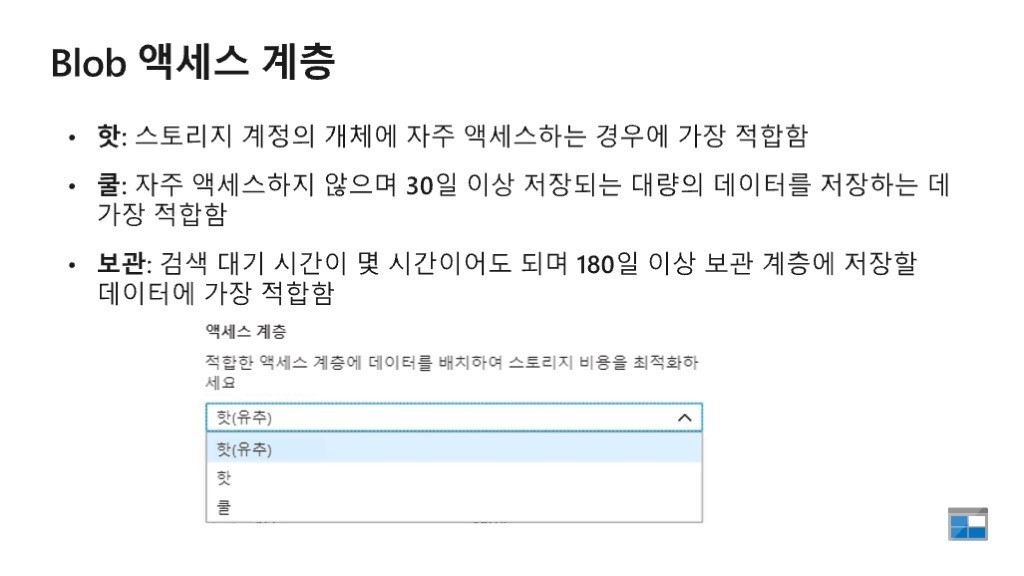 Blob 액세스 계층
• 핫: 스토리지 계정의 개체에 자주 액세스하는 경우에 가장 적합함
• 쿨: 자주 액세스하지 않으며 30일 이상 저장되는 대량의 데이터를 저장하는 데
가장 적합함
• 보관: 검색 대기 시간이 몇 시간이어도 되며 180일 이상 보관 계층에 저장할
데이터에 가장 적합함
액세스 계층
적합한 액세스 계층에 데이터를 배치하여 스토리지 비용을 최적화하
세요
핫(유추)
핫(유추)
핫
쿨